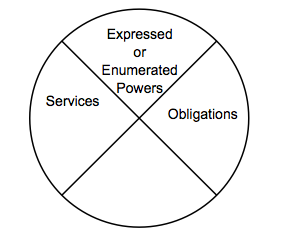 Expressed
or
Enumerated
Powers
Services
Obligations